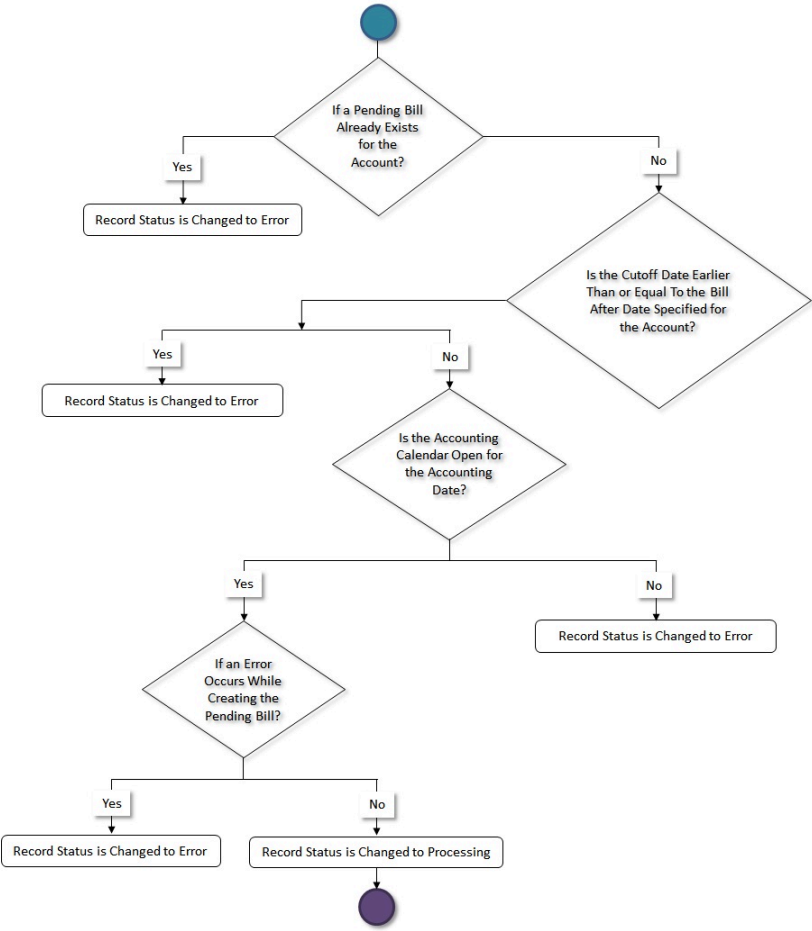 If a Pending Bill
Already Exists
for the
Account?
Yes
No
Record Status is Changed to Error
Is the Cutoff Date Earlier
Than or Equal To the Bill
After Date Specified for
the Account?
Yes
No
Record Status is Changed to Error
Is the Accounting
Calendar Open for
the Accounting
Date?
Yes
No
Record Status is Changed to Error
If an Error
Occurs While
Creating the
Pending Bill?
Yes
No
Record Status is Changed to Error
Record Status is Changed to Processing